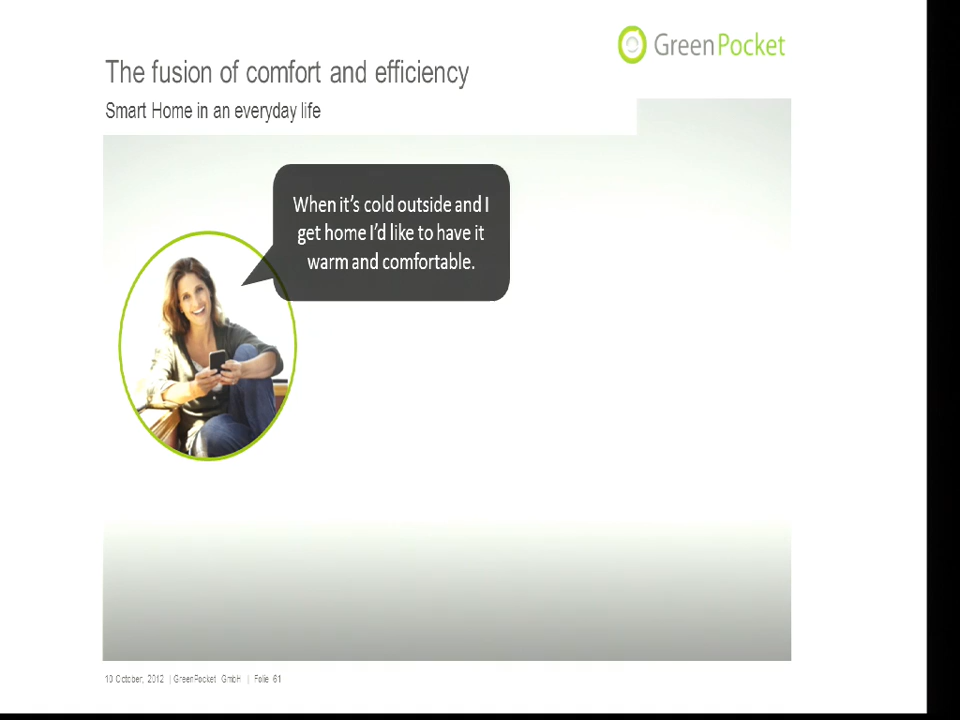 GreenPocket
The fusion of comfort and efficiency
Smart Home in an everyday life
When it's cold outside and I
get home I'd like to have it
warm and comfortable.
10 October, 2012 | GreenPocket GmbH | Folie 61